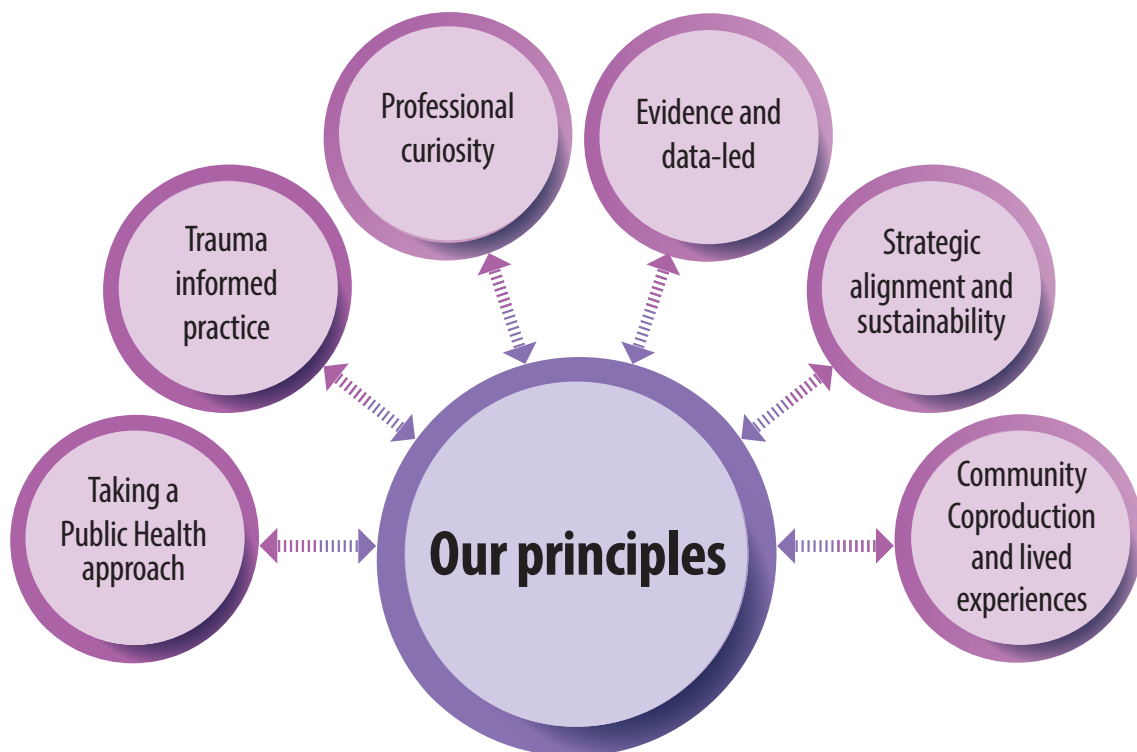 Taking a
Public Health
approach
Trauma
informed
practice
Professional
curiosity
Evidence and
data-led
Strategic
alignment and
sustainability
Community
Coproduction
and lived
experiences
Our principles